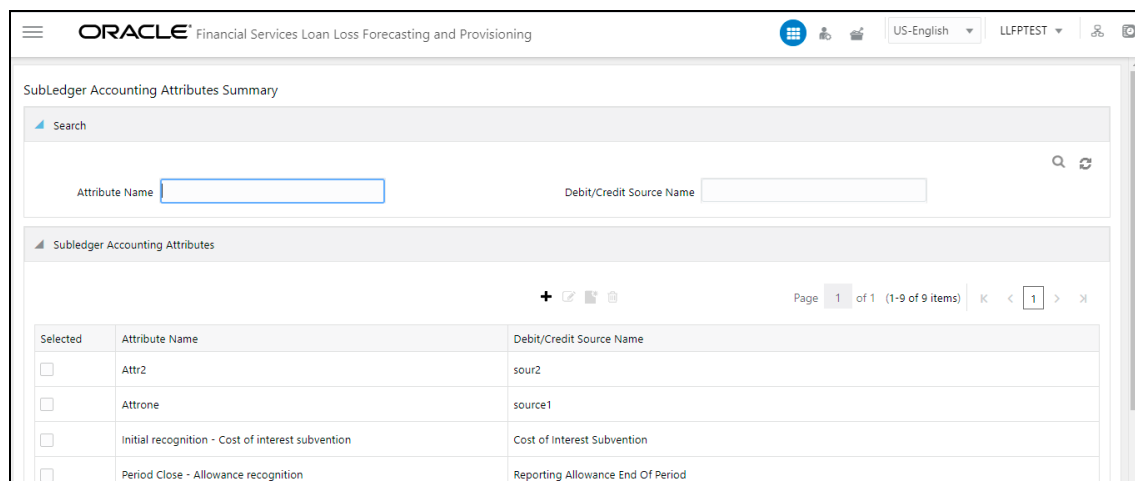 ORACLE® Financial Services Loan Loss Forecasting and Provisioning US-English LLFPTEST
SubLedger Accounting Attributes Summary
Search
Attribute Name Debit/Credit Source Name
Subledger Accounting Attributes
Page 1 of 1 (1-9 of 9 items) K < 1 > >|
Selected Attribute Name Debit/Credit Source Name
Attr2 sour2
Attrone source1
Initial recognition - Cost of interest subvention Cost of Interest Subvention
Period Close - Allowance recognition Reporting Allowance End Of Period